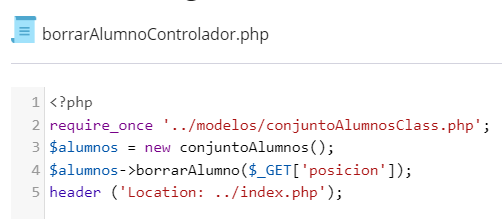 borrarAlumnoControlador.php
1 <?php
2 require_once '../modelos/conjuntoAlumnosClass.php';
3 $alumnos = new conjuntoAlumnos();
4 $alumnos->borrarAlumno($_GET['posicion']);
5 header ('Location: ../index.php');